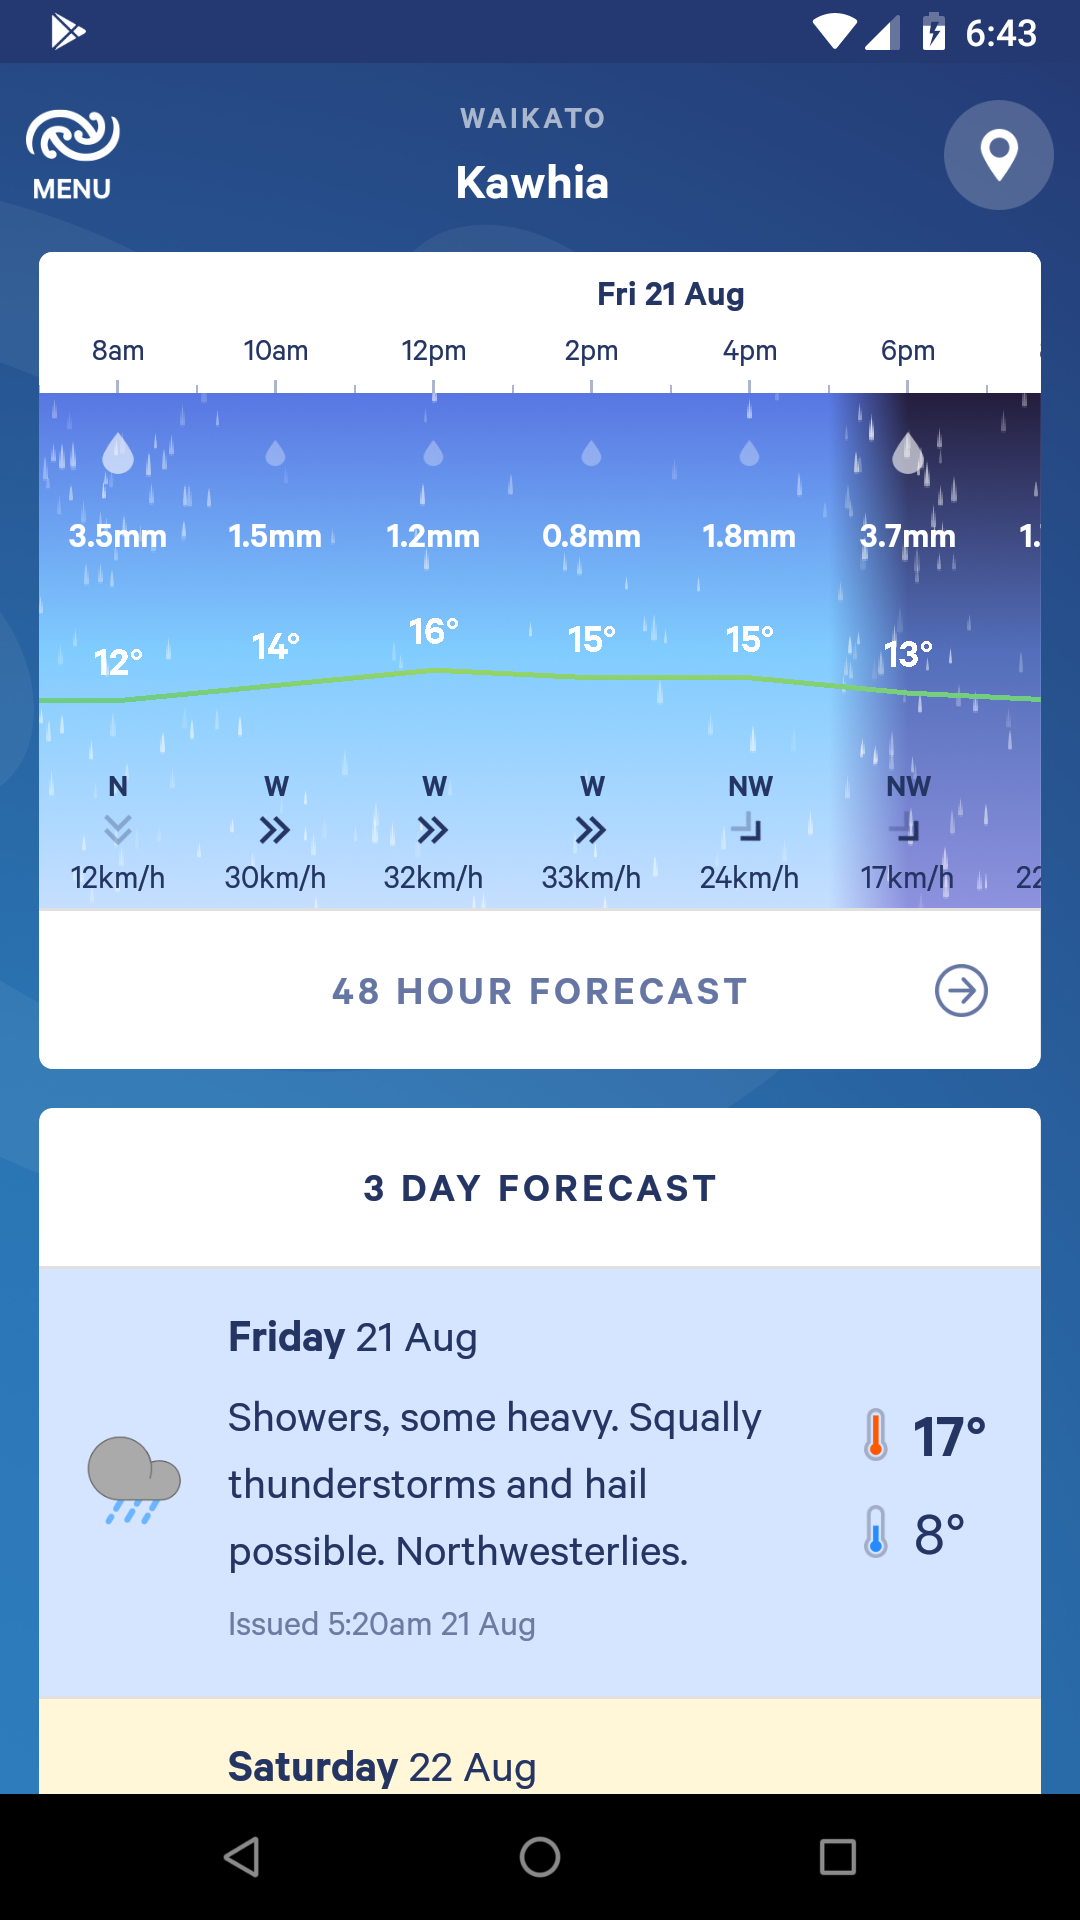 6:43
WAIKATO
MENU
Kawhia
Fri 21 Aug
8am 10am 12pm 2pm 4pm 6pm
3.5mm 1.5mm 1.2mm 0.8mm 1.8mm 3.7mm
12° 14° 16° 15° 15° 13°
N W W W NW NW
12km/h 30km/h 32km/h 33km/h 24km/h 17km/h 22
48 HOUR FORECAST
3 DAY FORECAST
Friday 21 Aug
Showers, some heavy. Squally
thunderstorms and hail
possible. Northwesterlies.
17°
8°
Issued 5:20am 21 Aug
Saturday 22 Aug